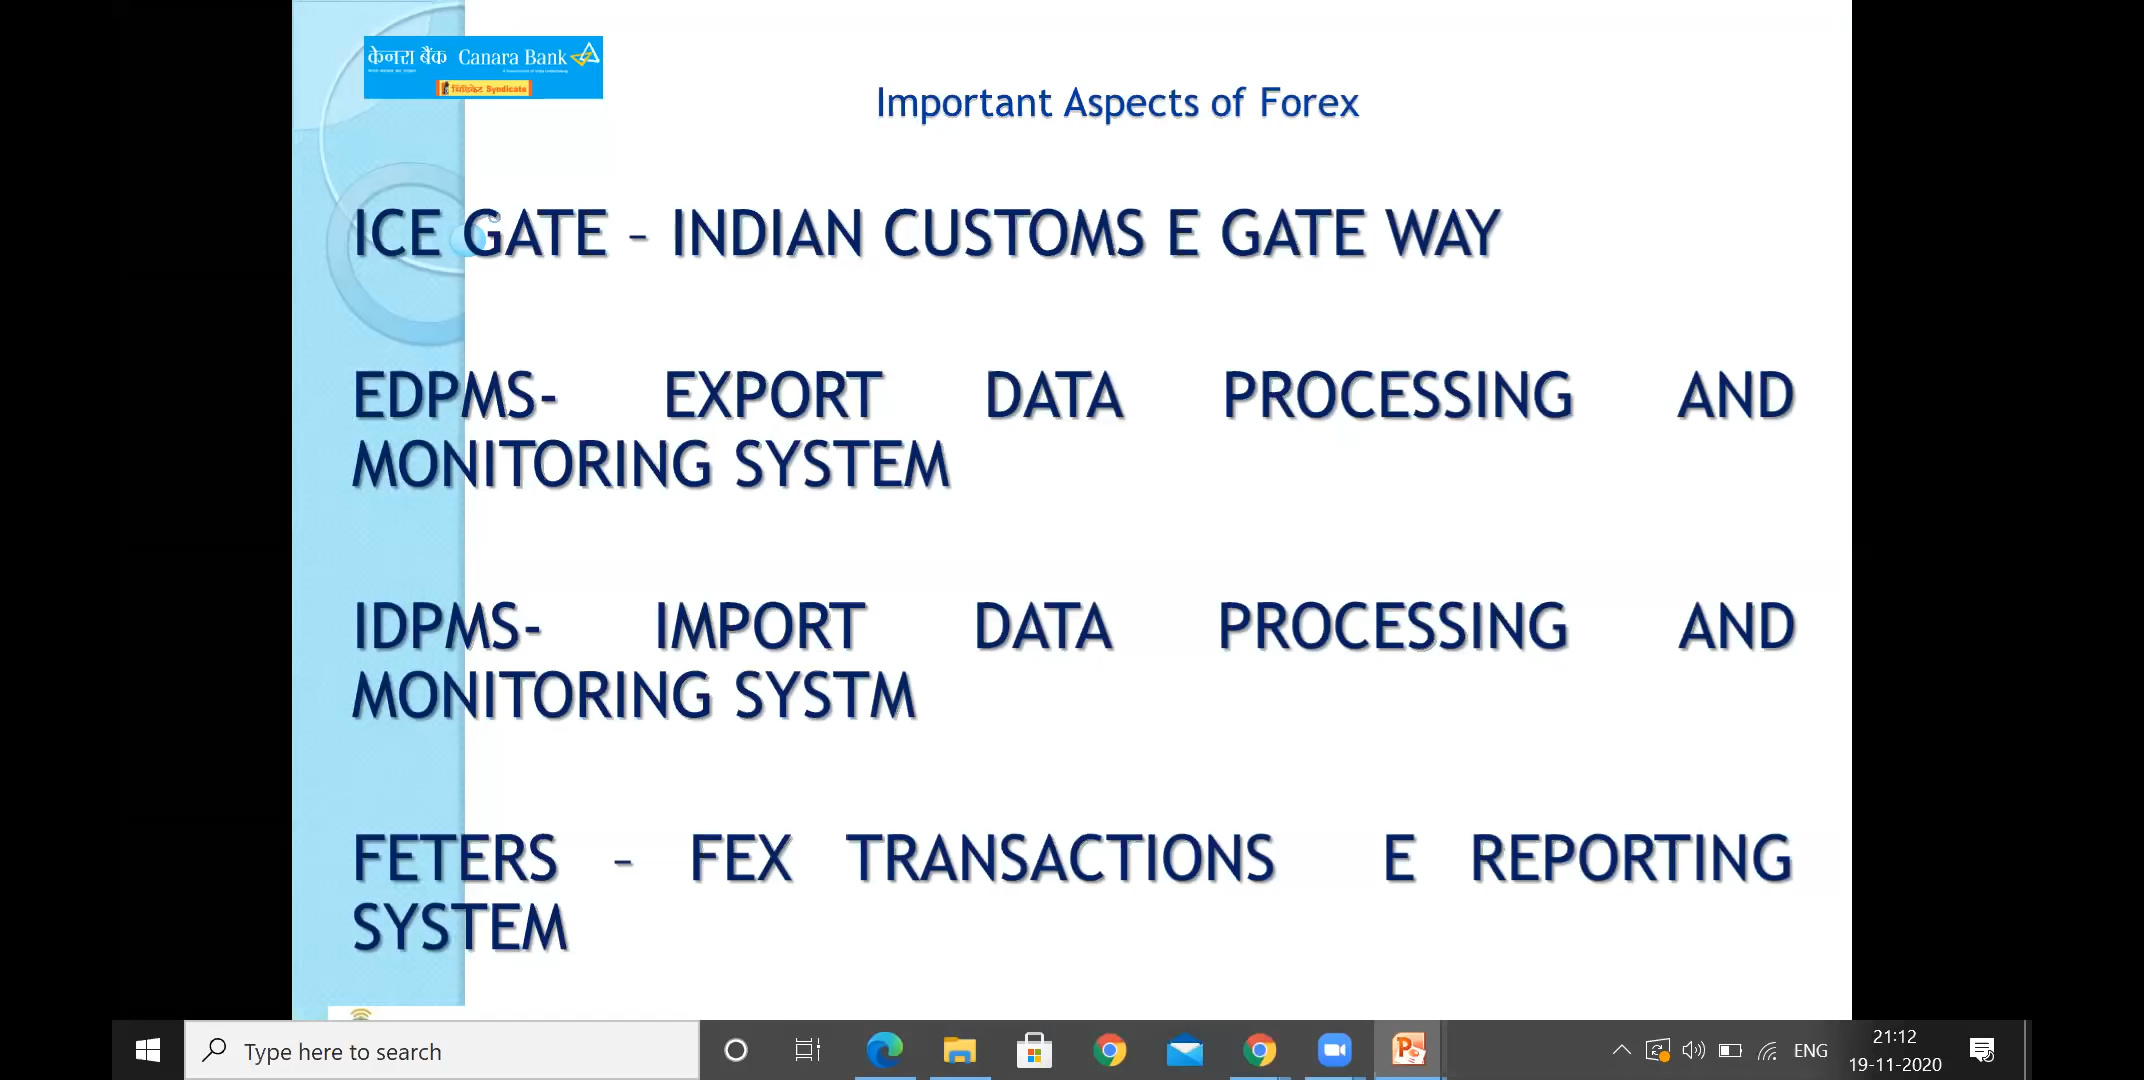 केनरा बैंक Canara Bank
सिंडिकेट Syndicate
Important Aspects of Forex
ICE GATE – INDIAN CUSTOMS E GATE WAY
EDPMS- EXPORT DATA PROCESSING AND
MONITORING SYSTEM
IDPMS- IMPORT DATA PROCESSING AND
MONITORING SYSTM
FETERS – FEX TRANSACTIONS E REPORTING
SYSTEM
Type here to search
ENG
21:12
19-11-2020